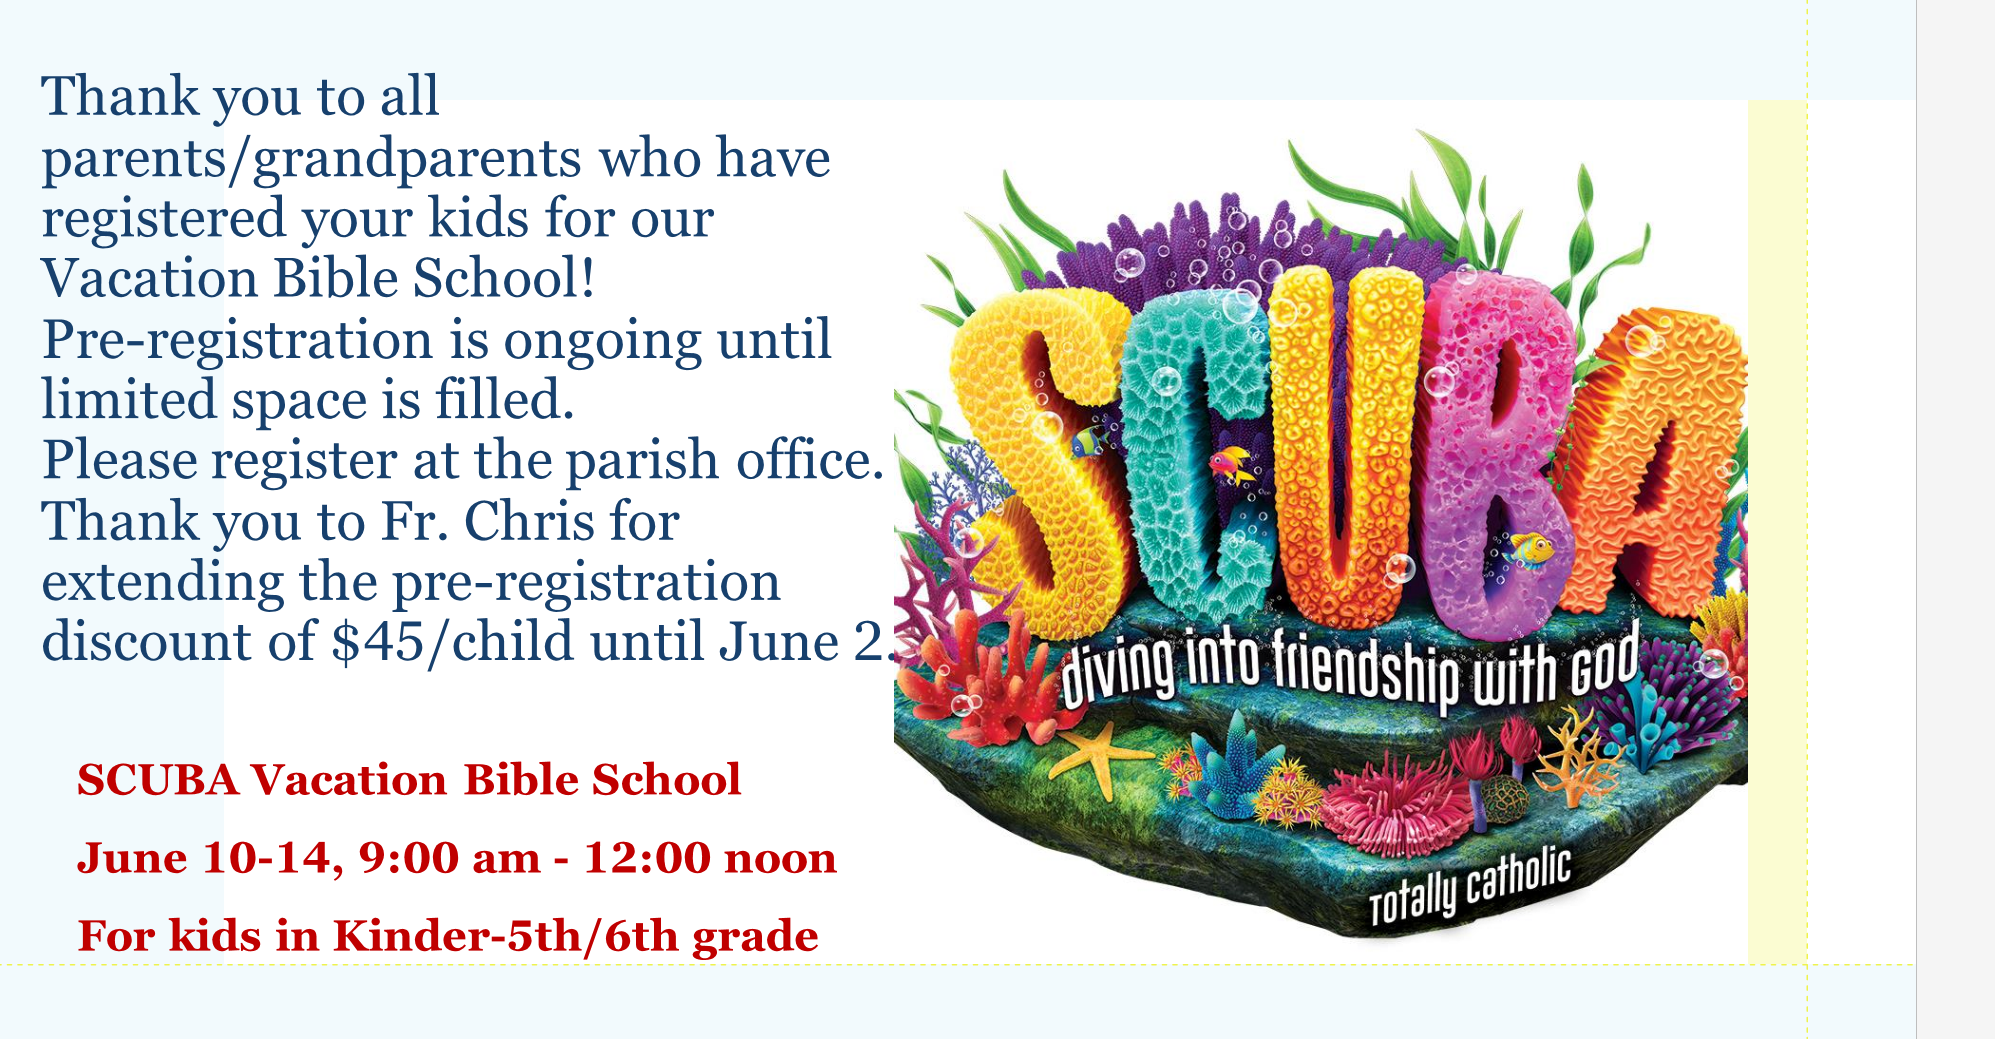 Thank you to all
parents/grandparents who have
registered your kids for our
Vacation Bible School!
Pre-registration is ongoing until
limited space is filled.
Please register at the parish office.
Thank you to Fr. Chris for
extending the pre-registration
discount of $45/child until June 2.
SCUBA Vacation Bible School
June 10-14, 9:00 am - 12:00 noon
For kids in Kinder-5th/6th grade
SCUBA
diving into friendship with God
Totally Catholic